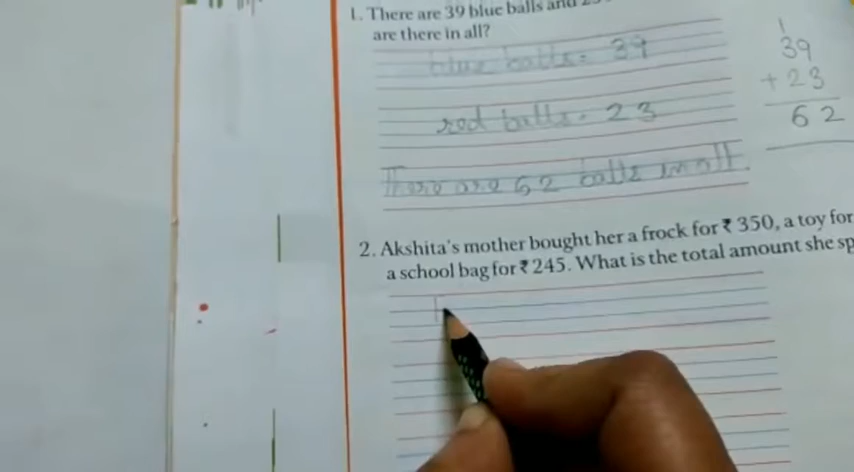 1. There are 39 blue balls and
are there in all?
blue balls = 39
red balls = 23
There are 62 balls in all.
1
39
+ 23
62
2. Akshita's mother bought her a frock for ₹ 350, a toy for
a school bag for ₹ 245. What is the total amount she sp